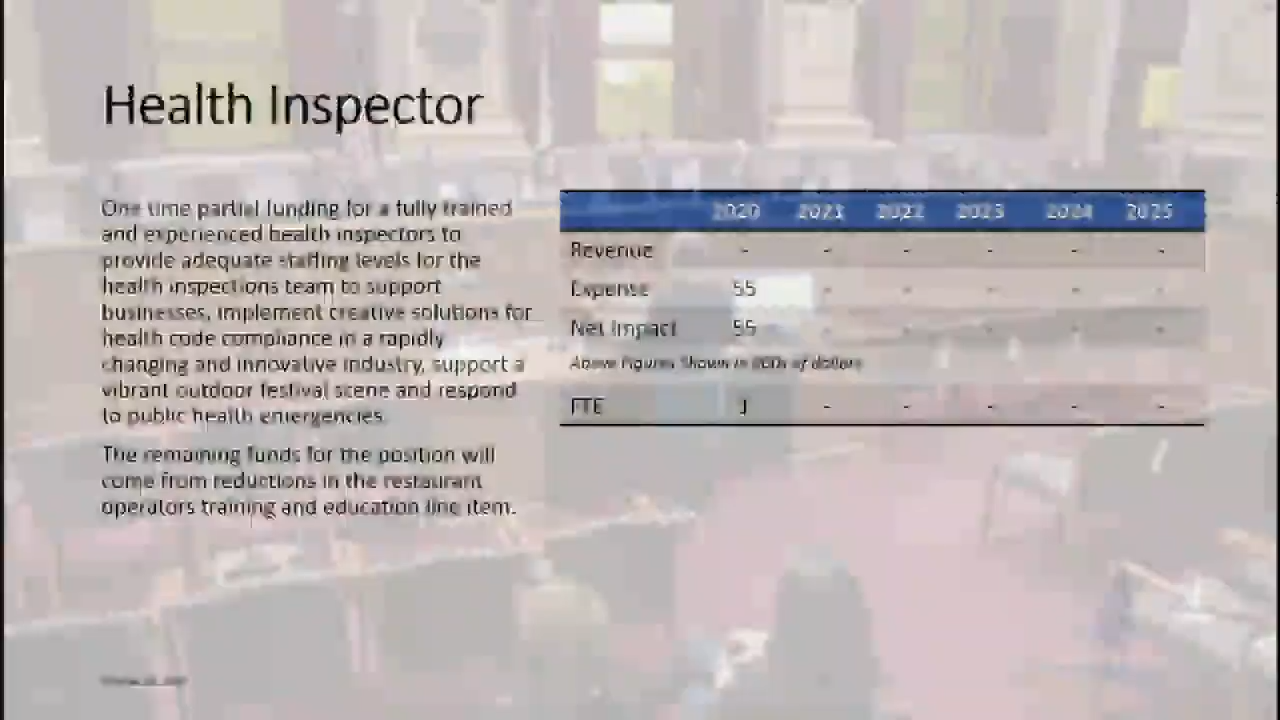 Health Inspector
One time partial funding for a fully trained
and experienced health inspectors to
provide adequate staffing levels for the
health inspections team to support
businesses, implement creative solutions for
health code compliance in a rapidly
changing and innovative industry, support a
vibrant outdoor festival scene and respond
to public health emergencies.
The remaining funds for the position will
come from reductions in the restaurant
operators training and education line item.
2020 2021 2022 2023 2024 2025
Revenue - - - - - -
Expense 55 - - - - -
Net Impact 55 - - - - -
Above Figures Shown in 000s of dollars
FTE 1 - - - - -